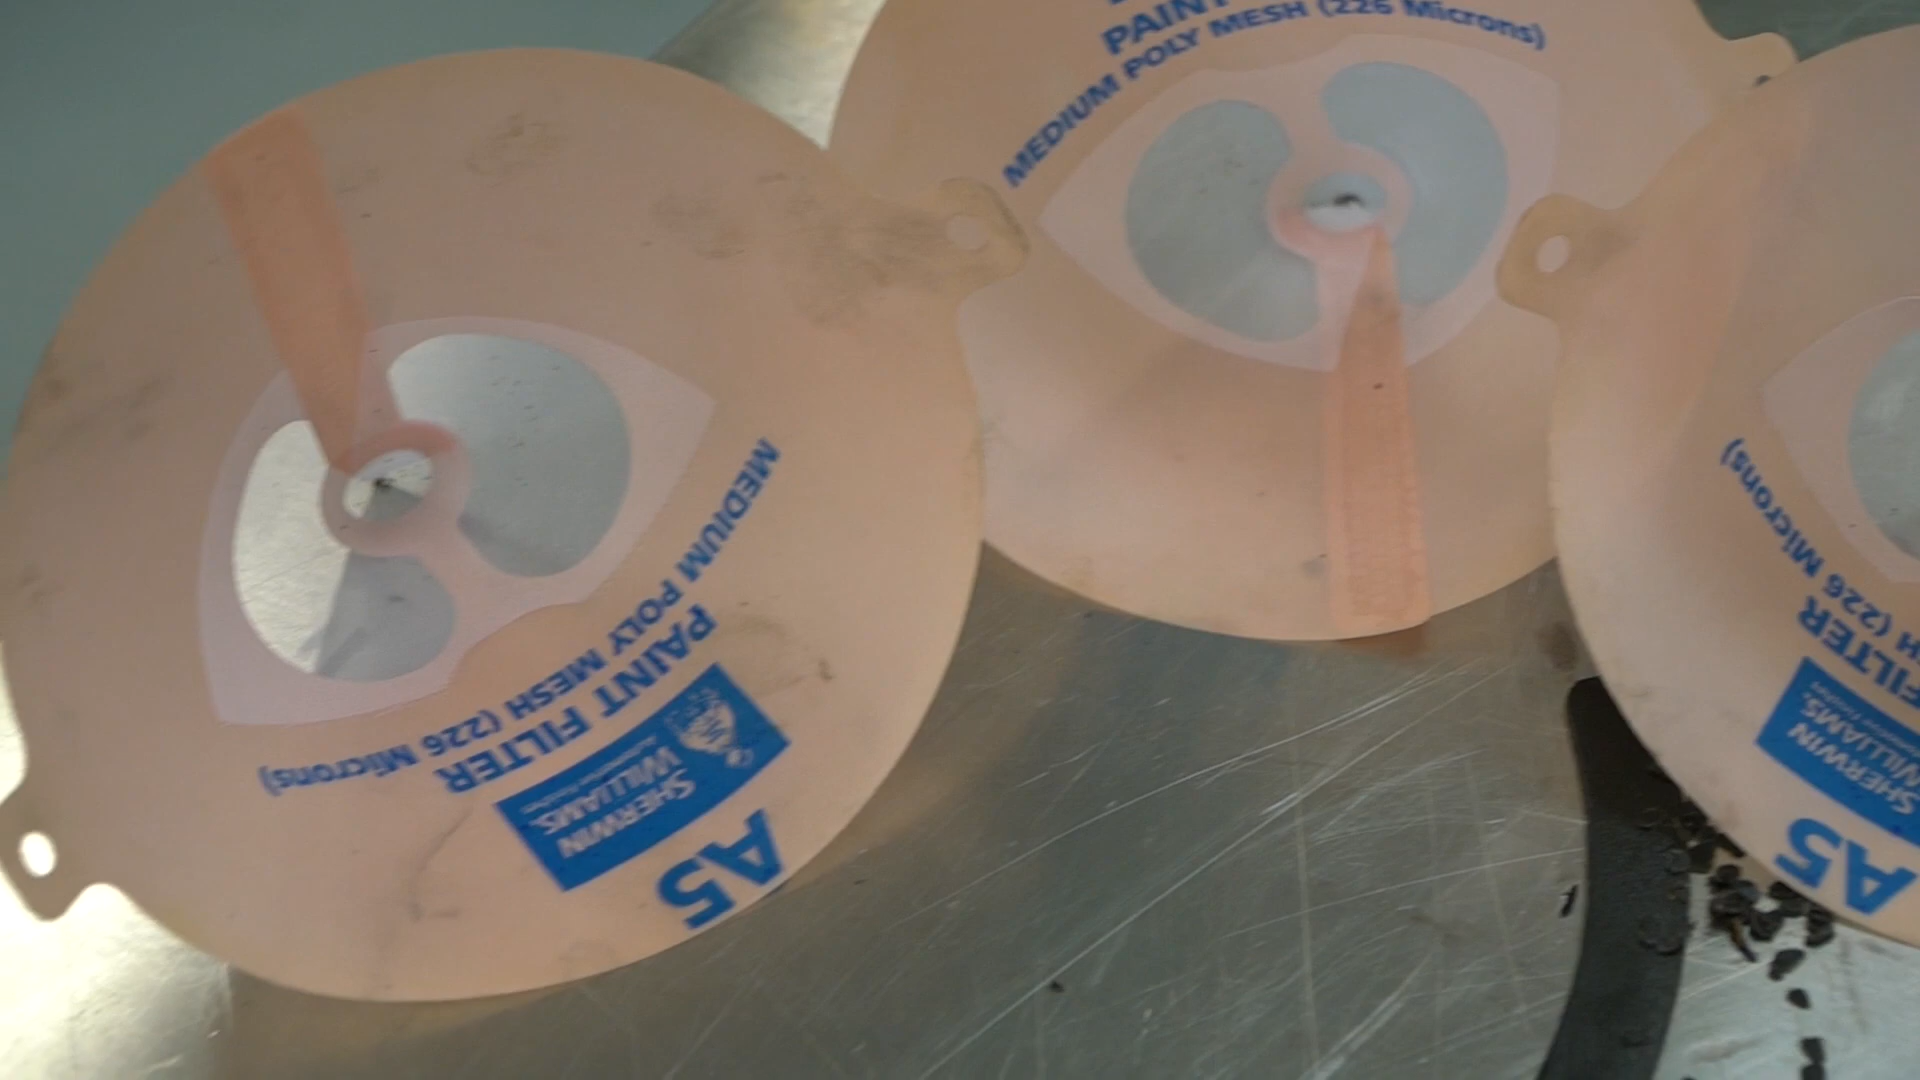 PAINT
MEDIUM POLY MESH (226 Microns)
MEDIUM POLY MESH (226 Microns)
PAINT FILTER
SHERWIN
WILLIAMS.
A5
(226 Microns)
FILTER
SHERWIN
WILLIAMS
A5